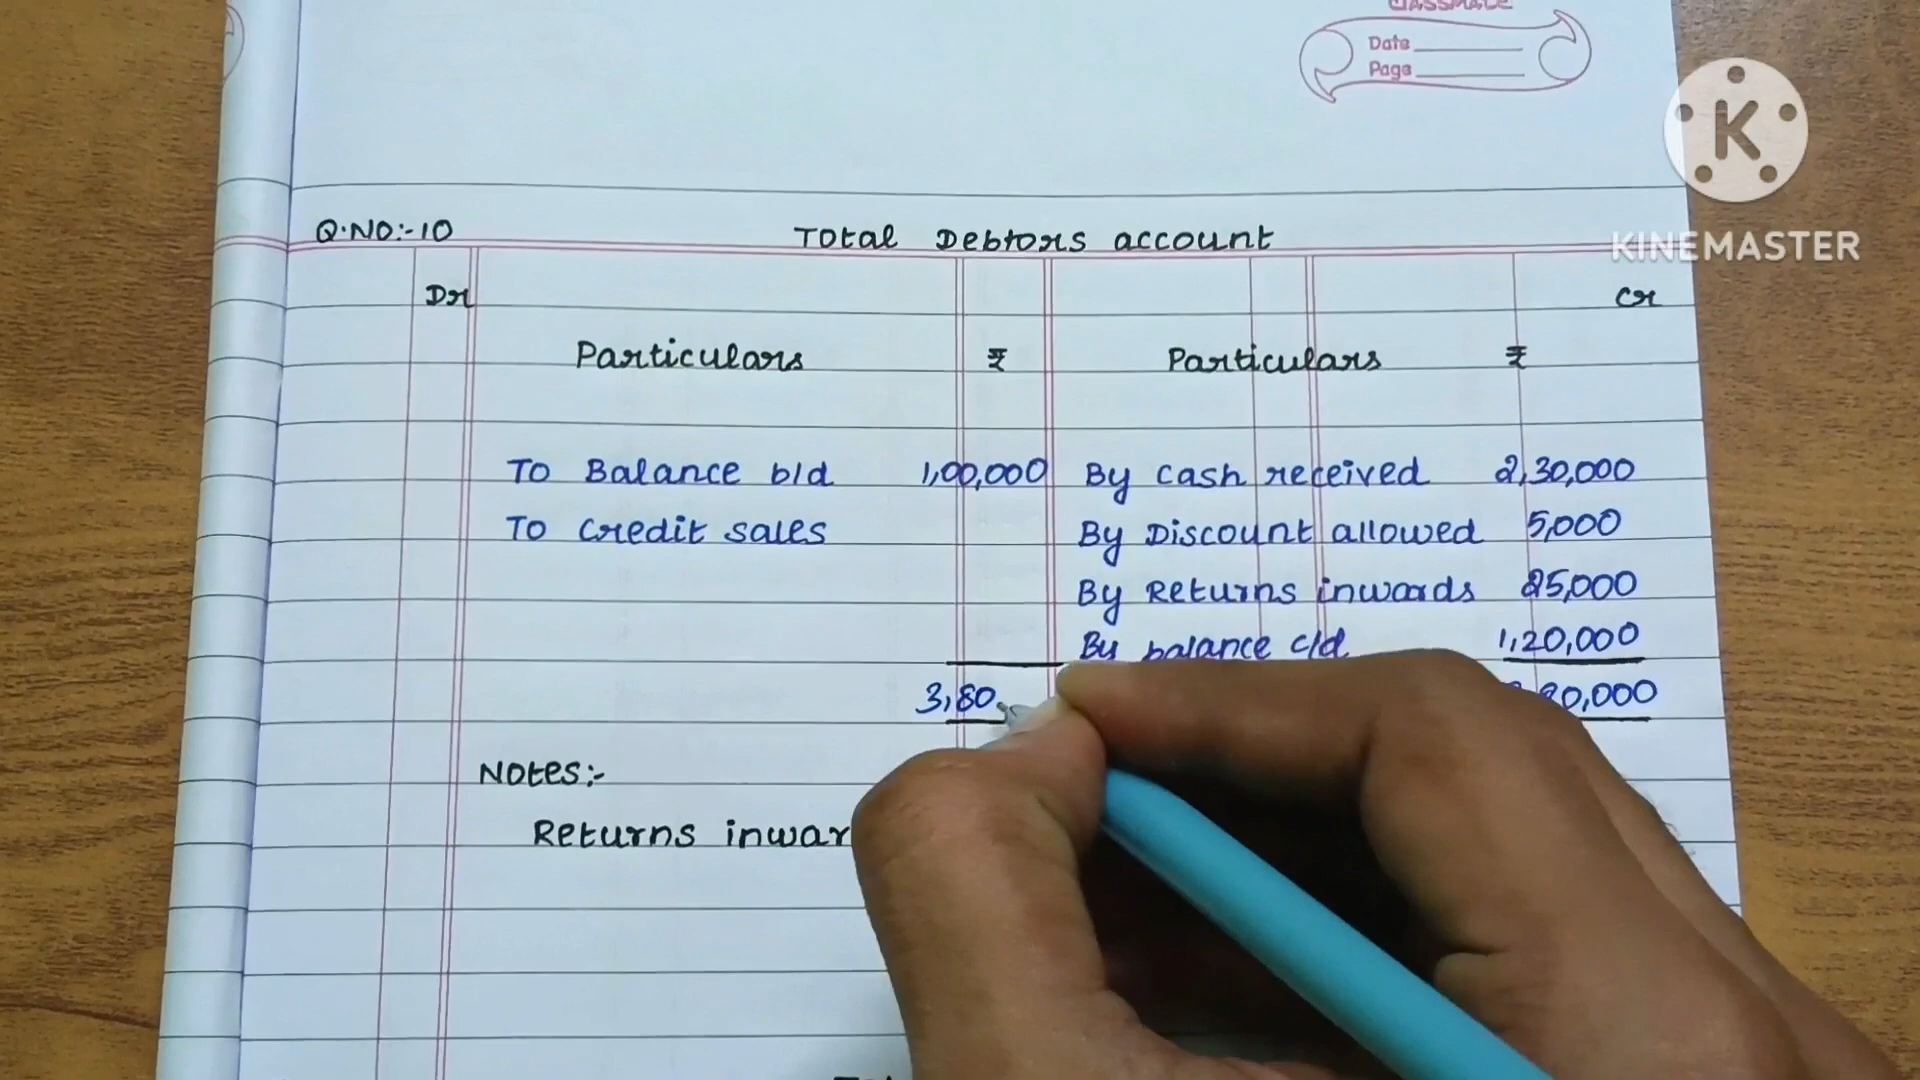 classmate
Date
Page
K
KINEMASTER
Q.NO:-10 Total Debtors account
Dr Cr
Particulars ₹ Particulars ₹
To Balance b/d 1,00,000 By cash received 2,30,000
To credit sales By Discount allowed 5,000
By Returns inwards 25,000
By balance c/d 1,20,000
3,80
Notes:-
Returns